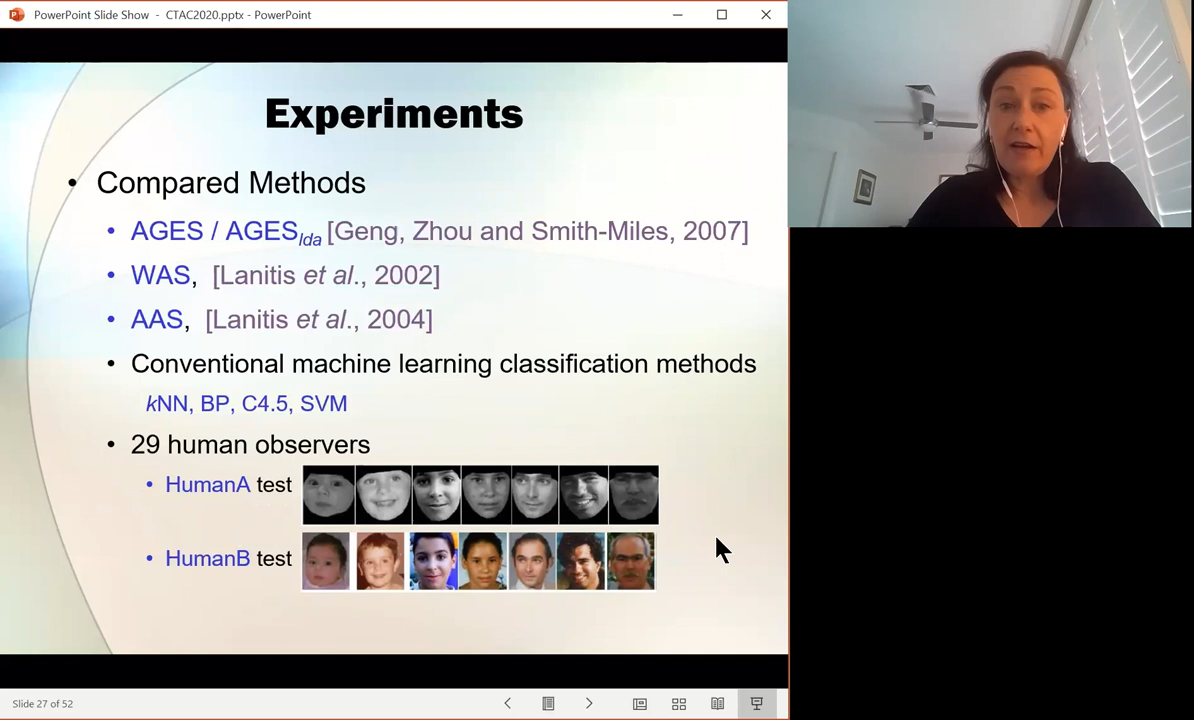 PowerPoint Slide Show - CTAC2020.pptx - PowerPoint
Experiments
• Compared Methods
• AGES / AGESlda [Geng, Zhou and Smith-Miles, 2007]
• WAS, [Lanitis et al., 2002]
• AAS, [Lanitis et al., 2004]
• Conventional machine learning classification methods
kNN, BP, C4.5, SVM
• 29 human observers
• HumanA test
• HumanB test
Slide 27 of 52